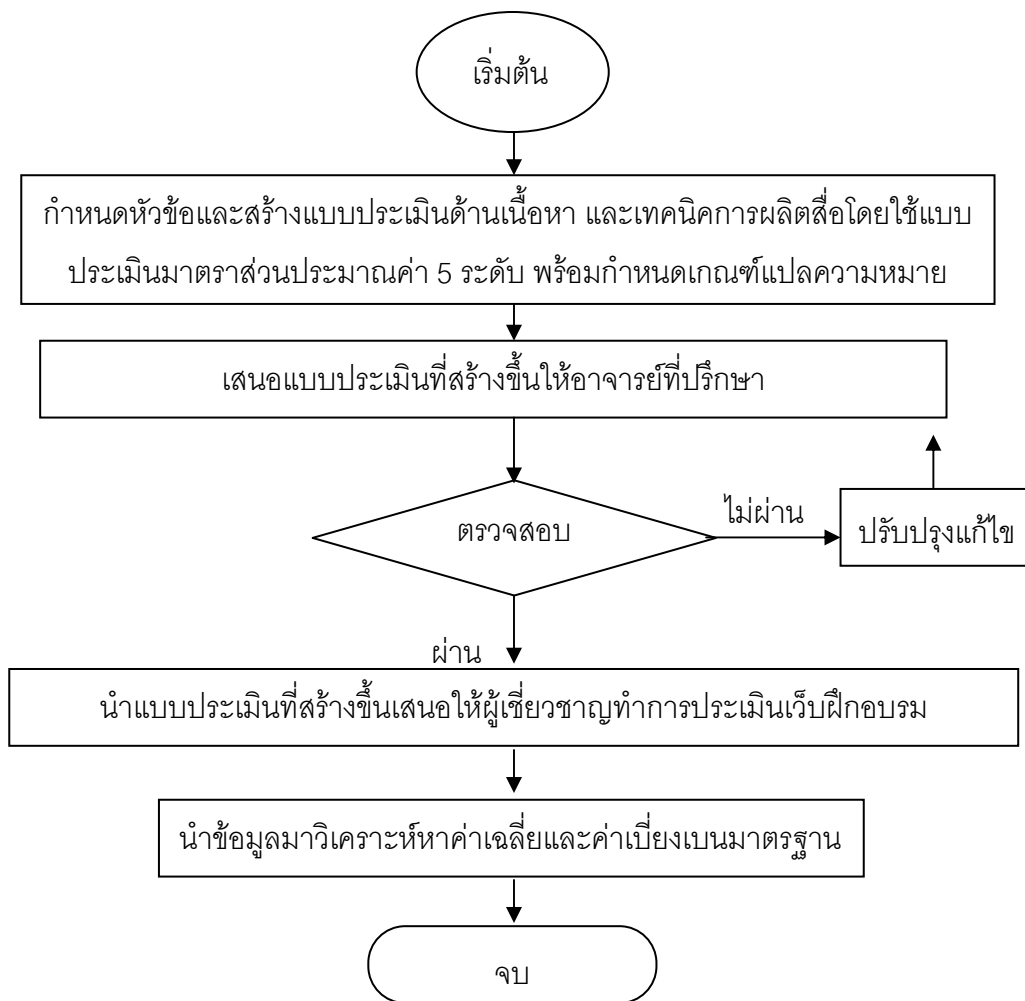 เริ่มต้น
กำหนดหัวข้อและสร้างแบบประเมินด้านเนื้อหา และเทคนิคการผลิตสื่อโดยใช้แบบ
ประเมินมาตราส่วนประมาณค่า 5 ระดับ พร้อมกำหนดเกณฑ์แปลความหมาย
เสนอแบบประเมินที่สร้างขึ้นให้อาจารย์ที่ปรึกษา
ตรวจสอบ
ไม่ผ่าน
ปรับปรุงแก้ไข
ผ่าน
นำแบบประเมินที่สร้างขึ้นเสนอให้ผู้เชี่ยวชาญทำการประเมินเว็บฝึกอบรม
นำข้อมูลมาวิเคราะห์หาค่าเฉลี่ยและค่าเบี่ยงเบนมาตรฐาน
จบ